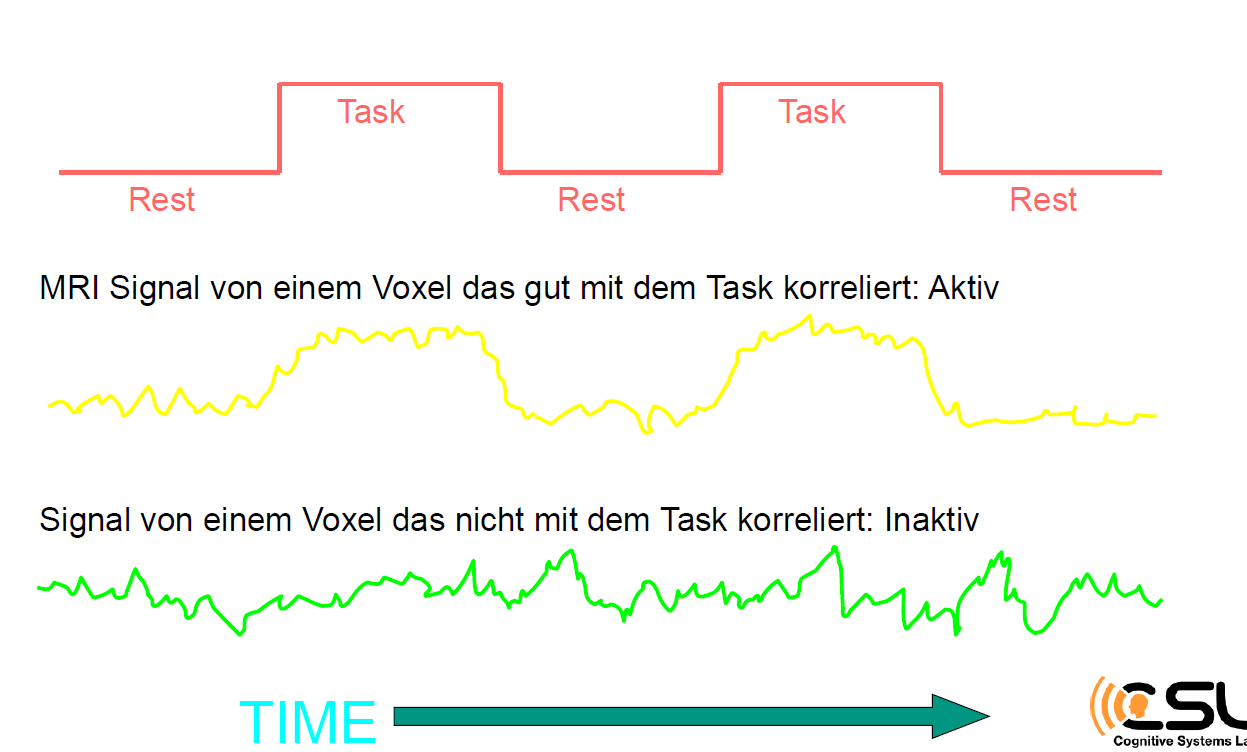 Task
Task
Rest
Rest
Rest
MRI Signal von einem Voxel das gut mit dem Task korreliert: Aktiv
Signal von einem Voxel das nicht mit dem Task korreliert: Inaktiv
TIME
CSL
Cognitive Systems La